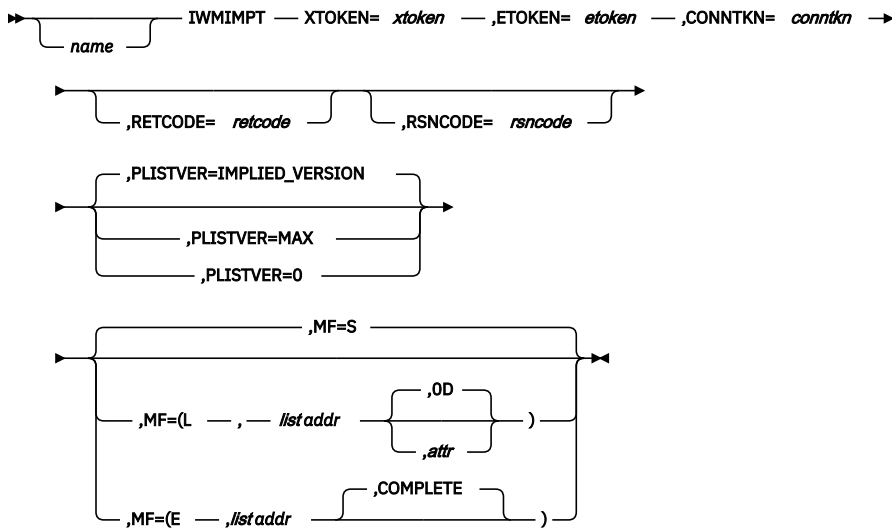 IWMIMPT XTOKEN= xtoken ,ETOKEN= etoken ,CONNTKN= conntkn
name
,RETCODE= retcode ,RSNCODE= rsncode
,PLISTVER=IMPLIED_VERSION
,PLISTVER=MAX
,PLISTVER=0
,MF=S
,0D
,MF=(L , list addr )
,attr
,COMPLETE
,MF=(E ,list addr )